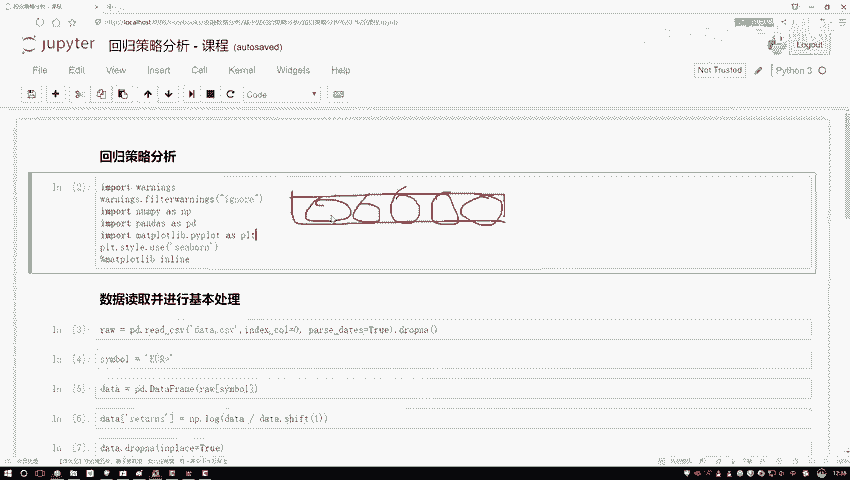 jupyter 回归策略分析 - 课程 (autosaved)
Logout
File Edit View Insert Cell Kernel Widgets Help
Not Trusted
Python 3
Code
回归策略分析
In [2]: import warnings
warnings.filterwarnings("ignore")
import numpy as np
import pandas as pd
import matplotlib.pyplot as plt
plt.style.use('seaborn')
%matplotlib inline
数据读取并进行基本处理
In [3]: raw = pd.read_csv('data.csv',index_col=0, parse_dates=True).dropna()
In [4]: symbol = "EUR="
In [5]: data = pd.DataFrame(raw[symbol])
In [6]: data['returns'] = np.log(data / data.shift(1))
In [7]: data.dropna(inplace=True)